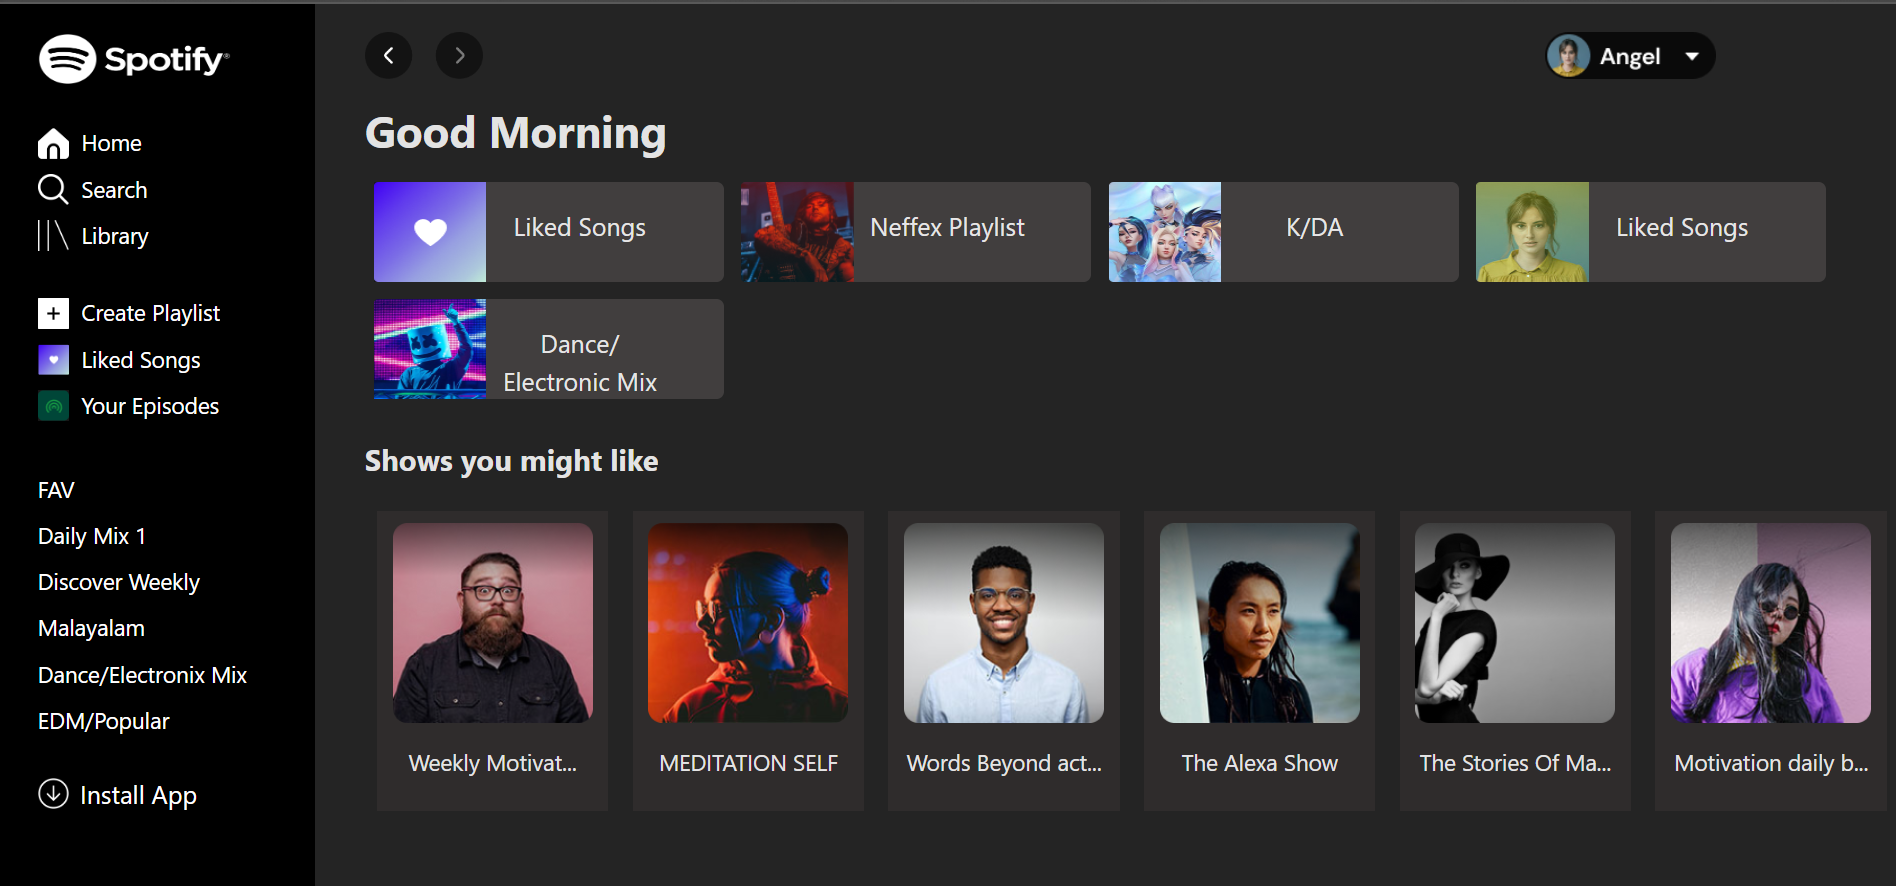 Spotify®
Home
Search
Library
Create Playlist
Liked Songs
Your Episodes
FAV
Daily Mix 1
Discover Weekly
Malayalam
Dance/Electronix Mix
EDM/Popular
Install App
Angel
Good Morning
Liked Songs
Neffex Playlist
K/DA
Liked Songs
Dance/
Electronic Mix
Shows you might like
Weekly Motivat...
MEDITATION SELF
Words Beyond act...
The Alexa Show
The Stories Of Ma...
Motivation daily b...